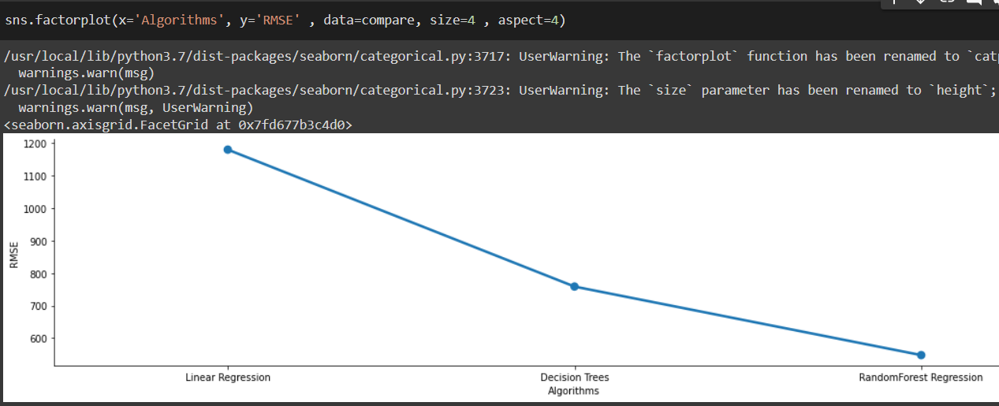 sns.factorplot(x='Algorithms', y='RMSE' , data=compare, size=4 , aspect=4)
/usr/local/lib/python3.7/dist-packages/seaborn/categorical.py:3717: UserWarning: The `factorplot` function has been renamed to `catp
warnings.warn(msg)
/usr/local/lib/python3.7/dist-packages/seaborn/categorical.py:3723: UserWarning: The `size` parameter has been renamed to `height`;
warnings.warn(msg, UserWarning)
<seaborn.axisgrid.FacetGrid at 0x7fd677b3c4d0>
1200
1100
1000
900
800
700
600
RMSE
Linear Regression
Decision Trees
RandomForest Regression
Algorithms